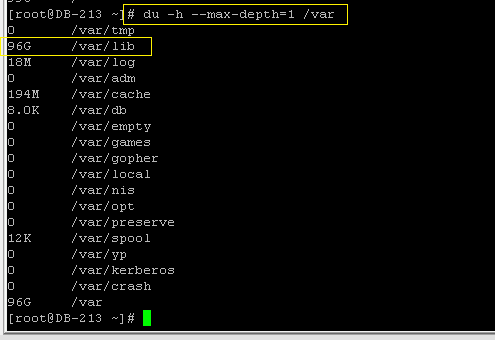 [root@DB-213 ~]# du -h --max-depth=1 /var
0 /var/tmp
96G /var/lib
18M /var/log
0 /var/adm
194M /var/cache
8.0K /var/db
0 /var/empty
0 /var/games
0 /var/gopher
0 /var/local
0 /var/nis
0 /var/opt
0 /var/preserve
12K /var/spool
0 /var/yp
0 /var/kerberos
0 /var/crash
96G /var
[root@DB-213 ~]#